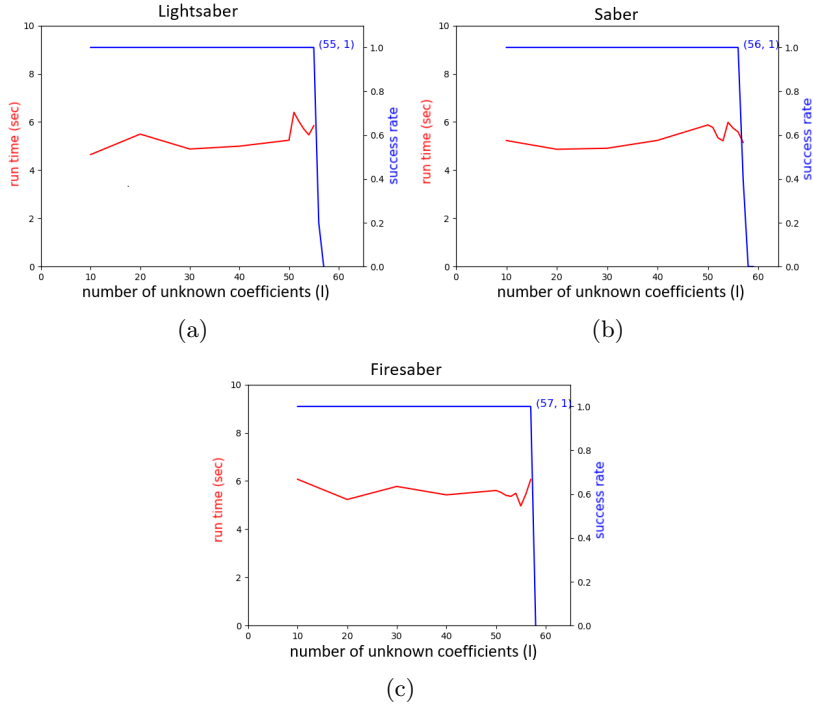 Lightsaber
10
8
6
4
2
0
run time (sec)
(55, 1)
1.0
0.8
0.6
0.4
0.2
0.0
success rate
0 10 20 30 40 50 60
number of unknown coefficients (l)
(a)
Saber
10
8
6
4
2
0
run time (sec)
(56, 1)
1.0
0.8
0.6
0.4
0.2
0.0
success rate
0 10 20 30 40 50 60
number of unknown coefficients (l)
(b)
Firesaber
10
8
6
4
2
0
run time (sec)
(57, 1)
1.0
0.8
0.6
0.4
0.2
0.0
success rate
0 10 20 30 40 50 60
number of unknown coefficients (l)
(c)